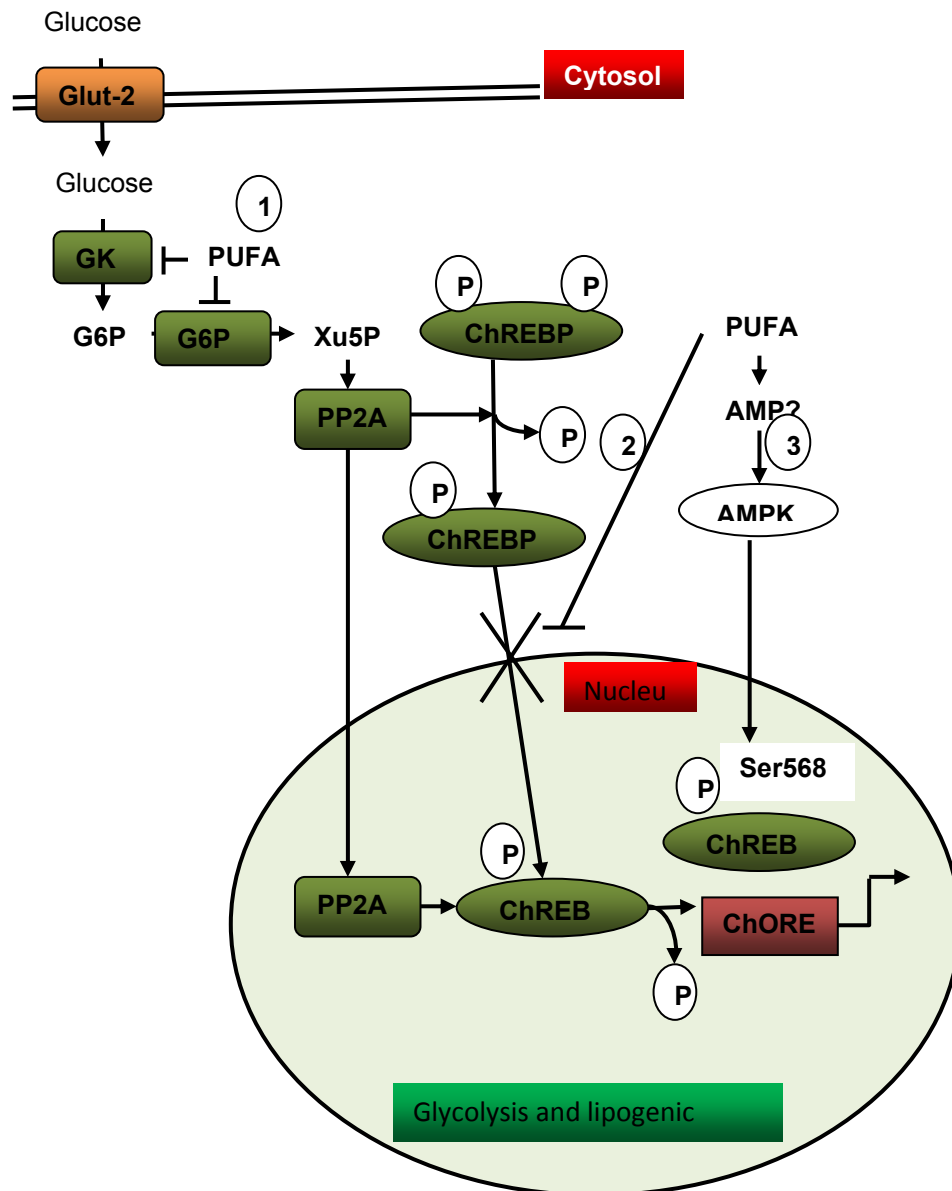 Glucose
Cytosol
Glut-2
Glucose
1
GK
PUFA
P
P
ChREBP
G6P
G6P
Xu5P
PUFA
PP2A
AMP?
P
2
3
P
AMPK
ChREBP
Nucleu
Ser568
P
ChREB
P
PP2A
ChREB
ChORE
P
Glycolysis and lipogenic